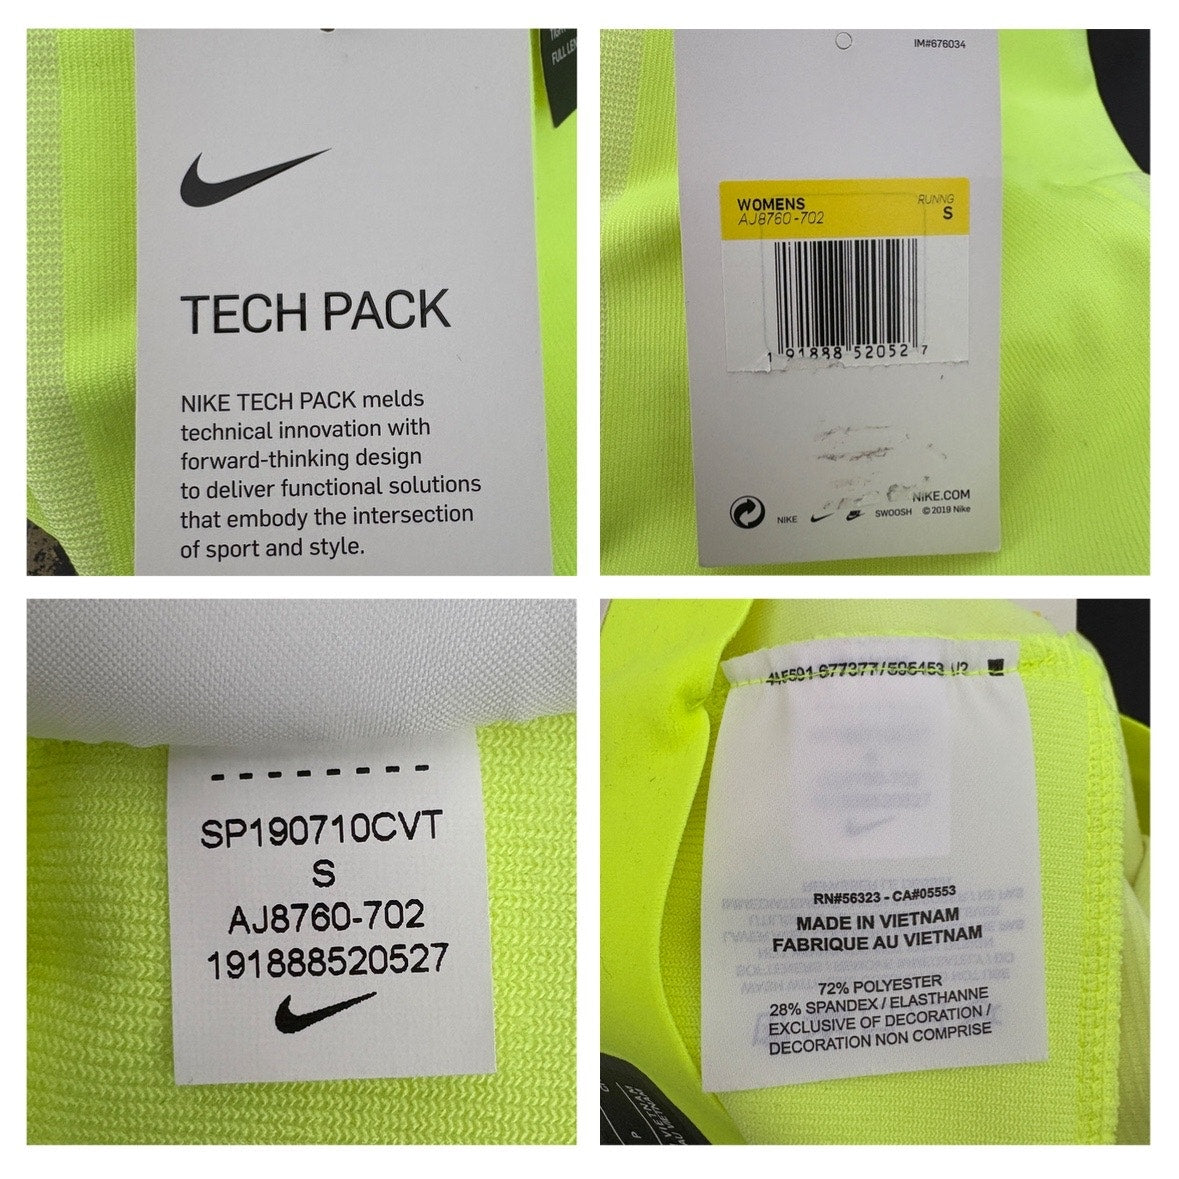 FULL LEN
TECH PACK
NIKE TECH PACK melds
technical innovation with
forward-thinking design
to deliver functional solutions
that embody the intersection
of sport and style.
IM#676034
WOMENS RUNNG
AJ8760-702 S
1 91888 52052 7
NIKE.COM
NIKE SWOOSH © 2019 Nike
SP190710CVT
S
AJ8760-702
191888520527
RN#56323 - CA#05553
MADE IN VIETNAM
FABRIQUE AU VIETNAM
72% POLYESTER
28% SPANDEX / ELASTHANNE
EXCLUSIVE OF DECORATION /
DECORATION NON COMPRISE